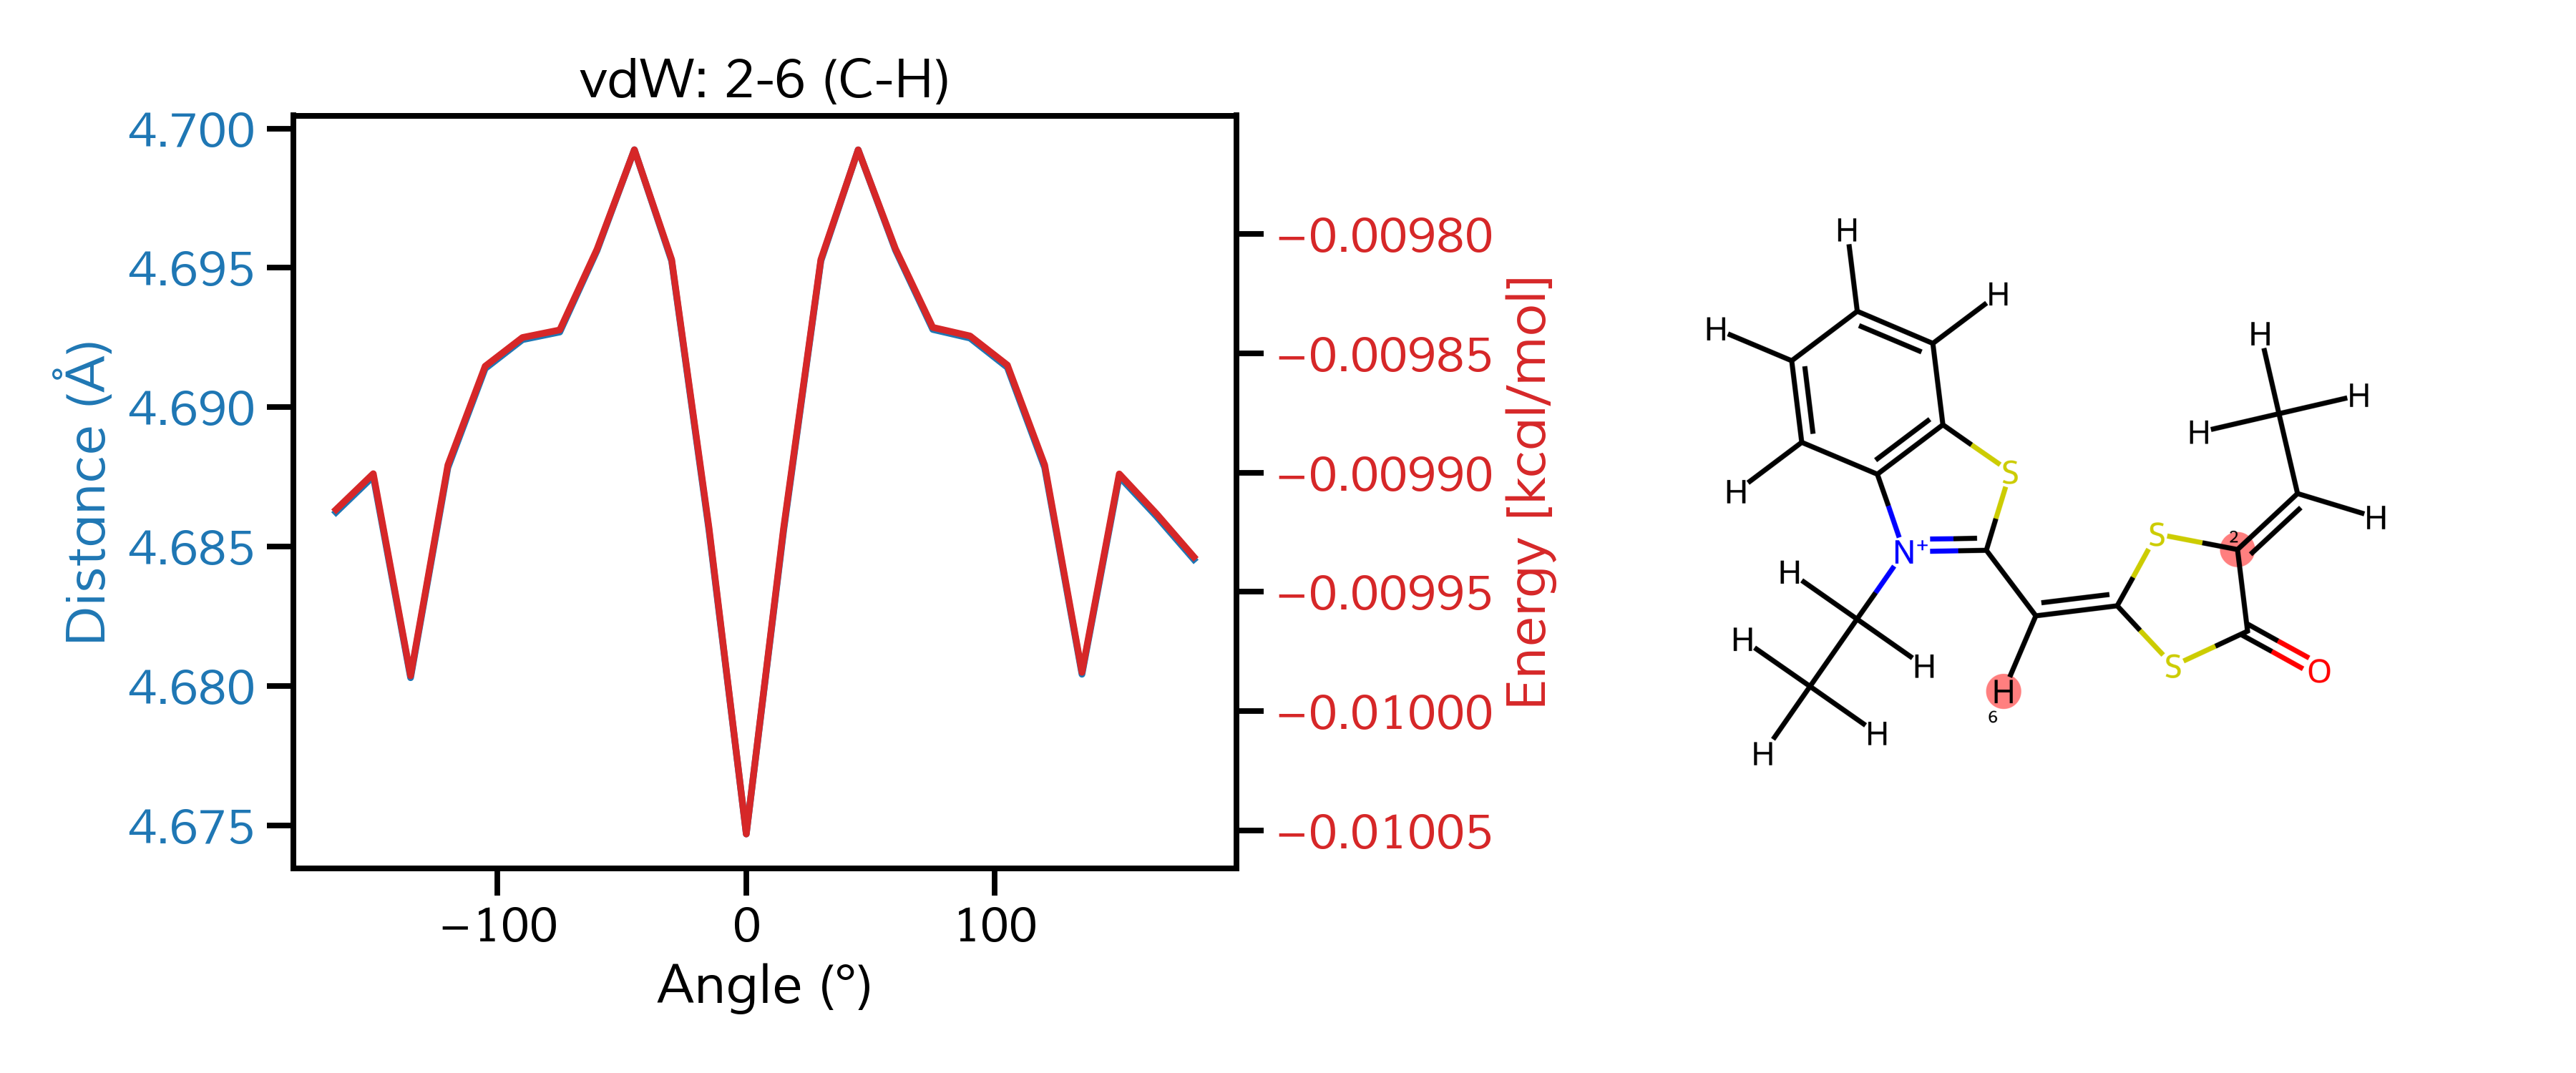 vdW: 2-6 (C-H)
4.700
4.695
4.690
4.685
4.680
4.675
Distance (Å)
−0.00980
−0.00985
−0.00990
−0.00995
−0.01000
−0.01005
Energy [kcal/mol]
−100
0
100
Angle (°)
H
H
H
H
H
H
H
S
H
S
2
H
N+
H
H
H
S
O
H
6
H
H